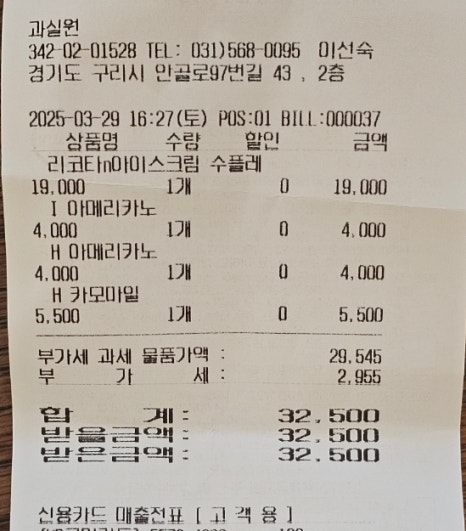 과실원
342-02-01528 TEL: 031)568-0095 이선숙
경기도 구리시 안골로97번길 43 , 2층
2025-03-29 16:27(토) POS:01 BILL:000037
상품명 수량 할인 금액
리코타n아이스크림 수플레
19,000 1개 0 19,000
I 아메리카노
4,000 1개 0 4,000
H 아메리카노
4,000 1개 0 4,000
H 카모마일
5,500 1개 0 5,500
부가세 과세 물품가액 : 29,545
부 가 세 : 2,955
합 계: 32,500
받을금액: 32,500
받은금액: 32,500
신용카드 매출전표 [ 고 객 용 ]